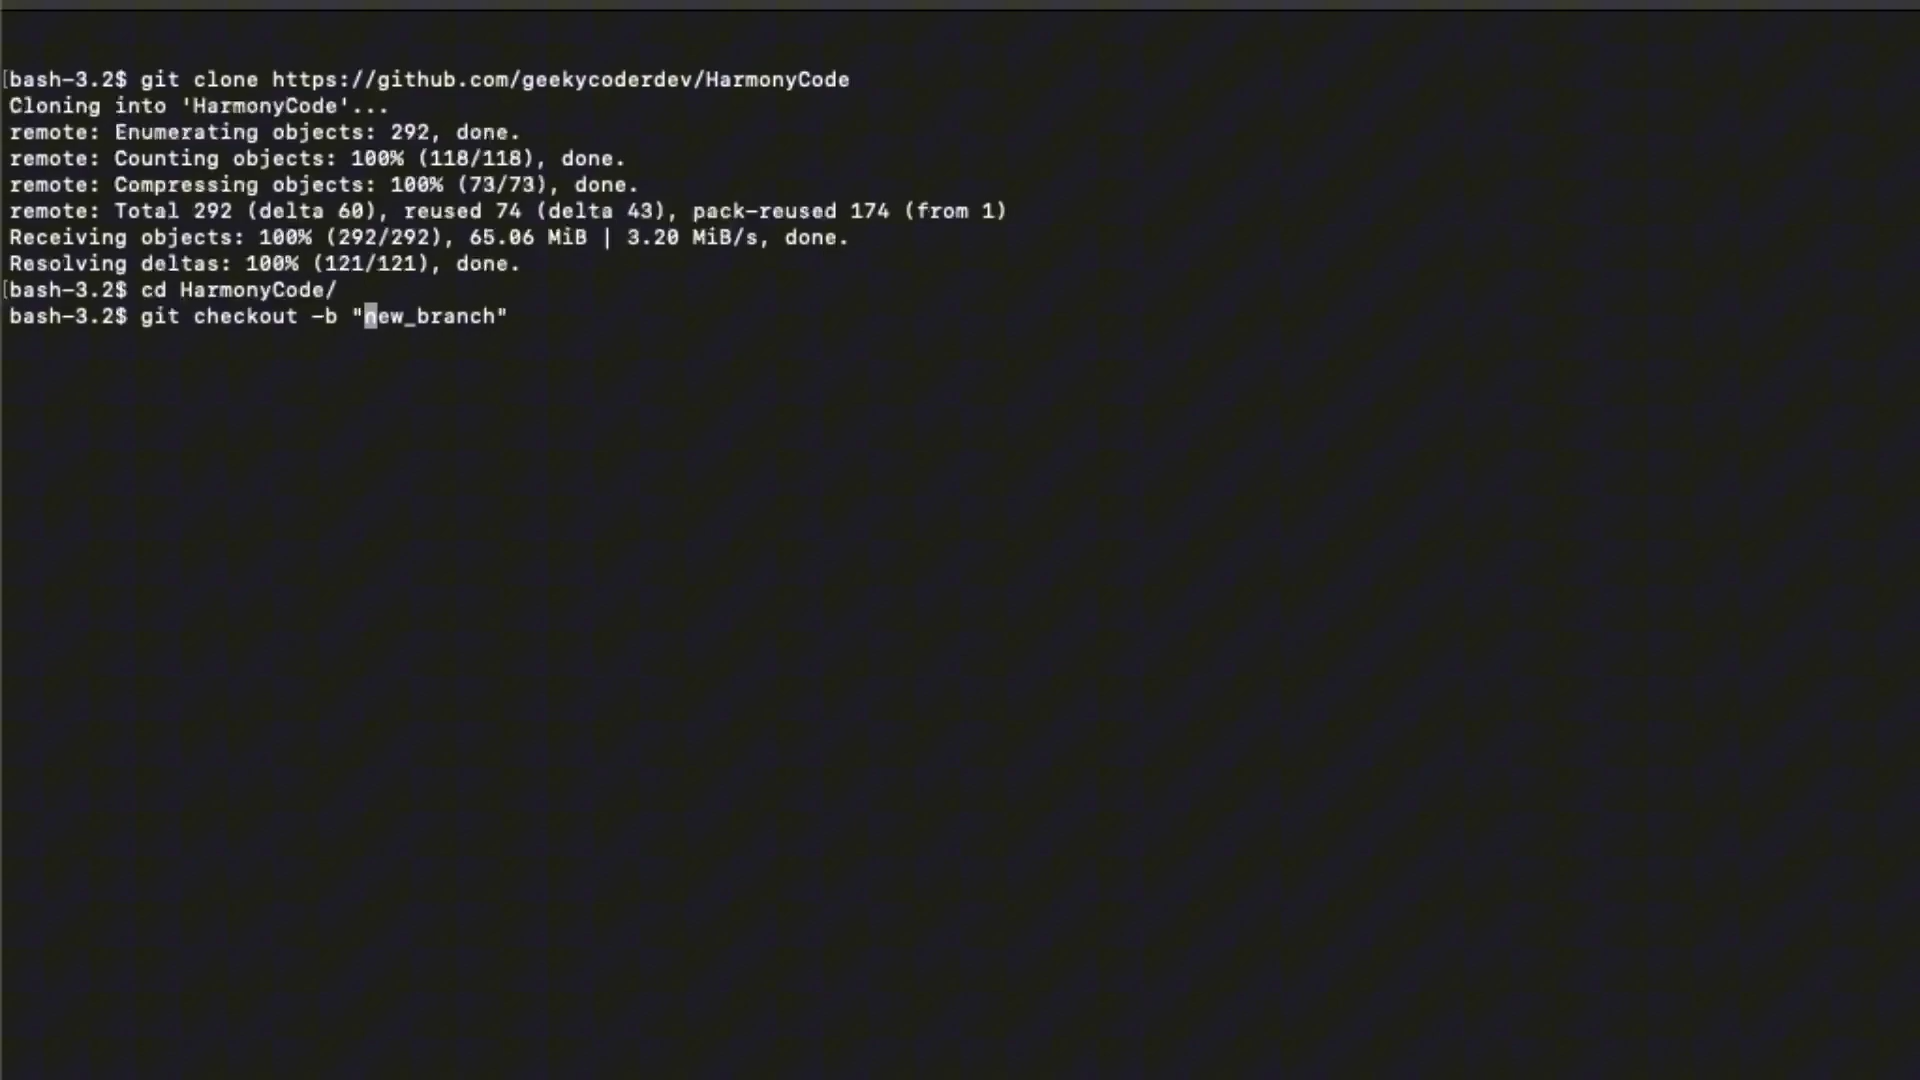 [bash-3.2$ git clone https://github.com/geekycoderdev/HarmonyCode
Cloning into 'HarmonyCode'...
remote: Enumerating objects: 292, done.
remote: Counting objects: 100% (118/118), done.
remote: Compressing objects: 100% (73/73), done.
remote: Total 292 (delta 60), reused 74 (delta 43), pack-reused 174 (from 1)
Receiving objects: 100% (292/292), 65.06 MiB | 3.20 MiB/s, done.
Resolving deltas: 100% (121/121), done.
[bash-3.2$ cd HarmonyCode/
bash-3.2$ git checkout -b "new_branch"